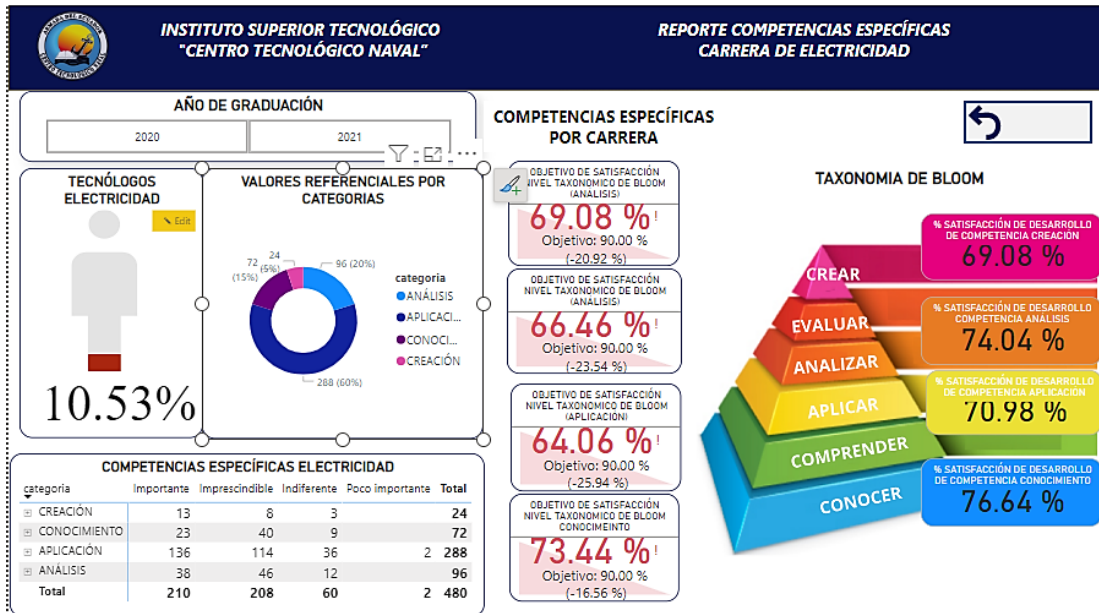 INSTITUTO SUPERIOR TECNOLÓGICO
"CENTRO TECNOLÓGICO NAVAL"
REPORTE COMPETENCIAS ESPECÍFICAS
CARRERA DE ELECTRICIDAD
AÑO DE GRADUACIÓN
2020
2021
TECNÓLOGOS
ELECTRICIDAD
Edit
10.53%
VALORES REFERENCIALES POR
CATEGORIAS
24
(5%)
72
(15%)
96 (20%)
288 (60%)
categoria
ANÁLISIS
APLICACI...
CONOCI...
CREACIÓN
COMPETENCIAS ESPECÍFICAS
POR CARRERA
OBJETIVO DE SATISFACCIÓN
NIVEL TAXONOMICO DE BLOOM
(ANALISIS)
69.08 %!
Objetivo: 90.00 %
(-20.92 %)
OBJETIVO DE SATISFACCIÓN
NIVEL TAXONOMICO DE BLOOM
(ANÁLISIS)
66.46 %!
Objetivo: 90.00 %
(-23.54 %)
OBJETIVO DE SATISFACCIÓN
NIVEL TAXONOMICO DE BLOOM
(APLICACIÓN)
64.06 %!
Objetivo: 90.00 %
(-25.94 %)
OBJETIVO DE SATISFACCIÓN
NIVEL TAXONOMICO DE BLOOM
CONOCIMEINTO
73.44 %!
Objetivo: 90.00 %
(-16.56 %)
TAXONOMIA DE BLOOM
CREAR
EVALUAR
ANALIZAR
APLICAR
COMPRENDER
CONOCER
% SATISFACCIÓN DE DESARROLLO
DE COMPETENCIA CREACIÓN
69.08 %
% SATISFACCIÓN DE DESARROLLO
COMPETENCIA ANÁLISIS
74.04 %
% SATISFACCIÓN DE DESARROLLO
DE COMPETENCIA APLICACIÓN
70.98 %
% SATISFACCIÓN DE DESARROLLO
DE COMPETENCIA CONOCIMIENTO
76.64 %
COMPETENCIAS ESPECÍFICAS ELECTRICIDAD
categoria Importante Imprescindible Indiferente Poco importante Total
CREACIÓN 13 8 3 24
CONOCIMIENTO 23 40 9 72
APLICACIÓN 136 114 36 2 288
ANÁLISIS 38 46 12 96
Total 210 208 60 2 480